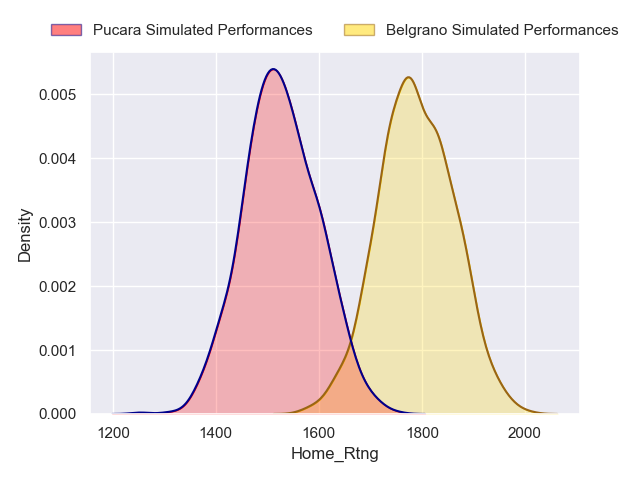 Pucara Simulated Performances Belgrano Simulated Performances
0.005
0.004
0.003
0.002
0.001
0.000
Density
1200 1400 1600 1800 2000
Home_Rtng